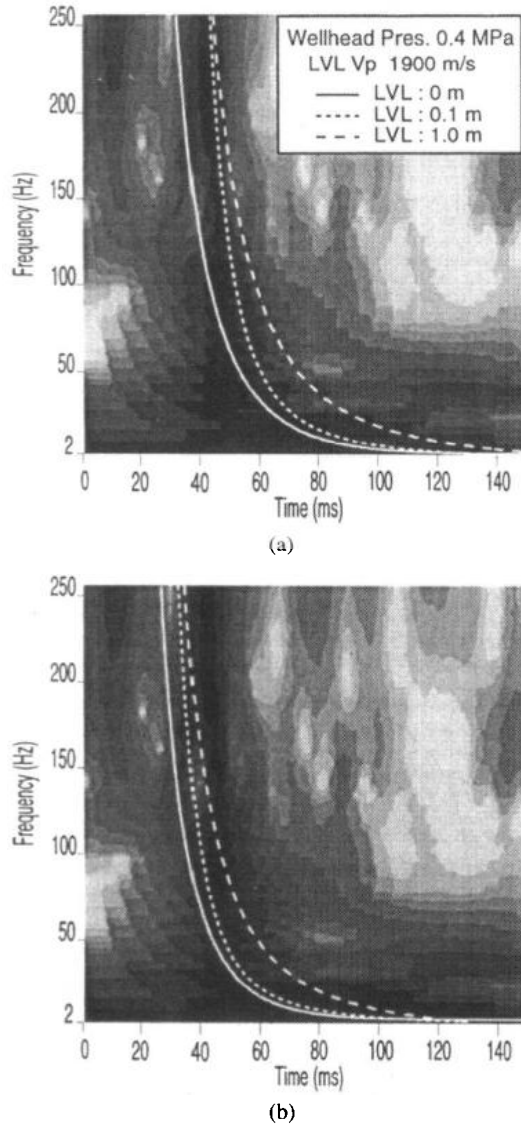 Wellhead Pres. 0.4 MPa
LVL Vp 1900 m/s
LVL : 0 m
LVL : 0.1 m
LVL : 1.0 m
250
200
150
100
50
2
Frequency (Hz)
0 20 40 60 80 100 120 140
Time (ms)
(a)
250
200
150
100
50
2
Frequency (Hz)
0 20 40 60 80 100 120 140
Time (ms)
(b)